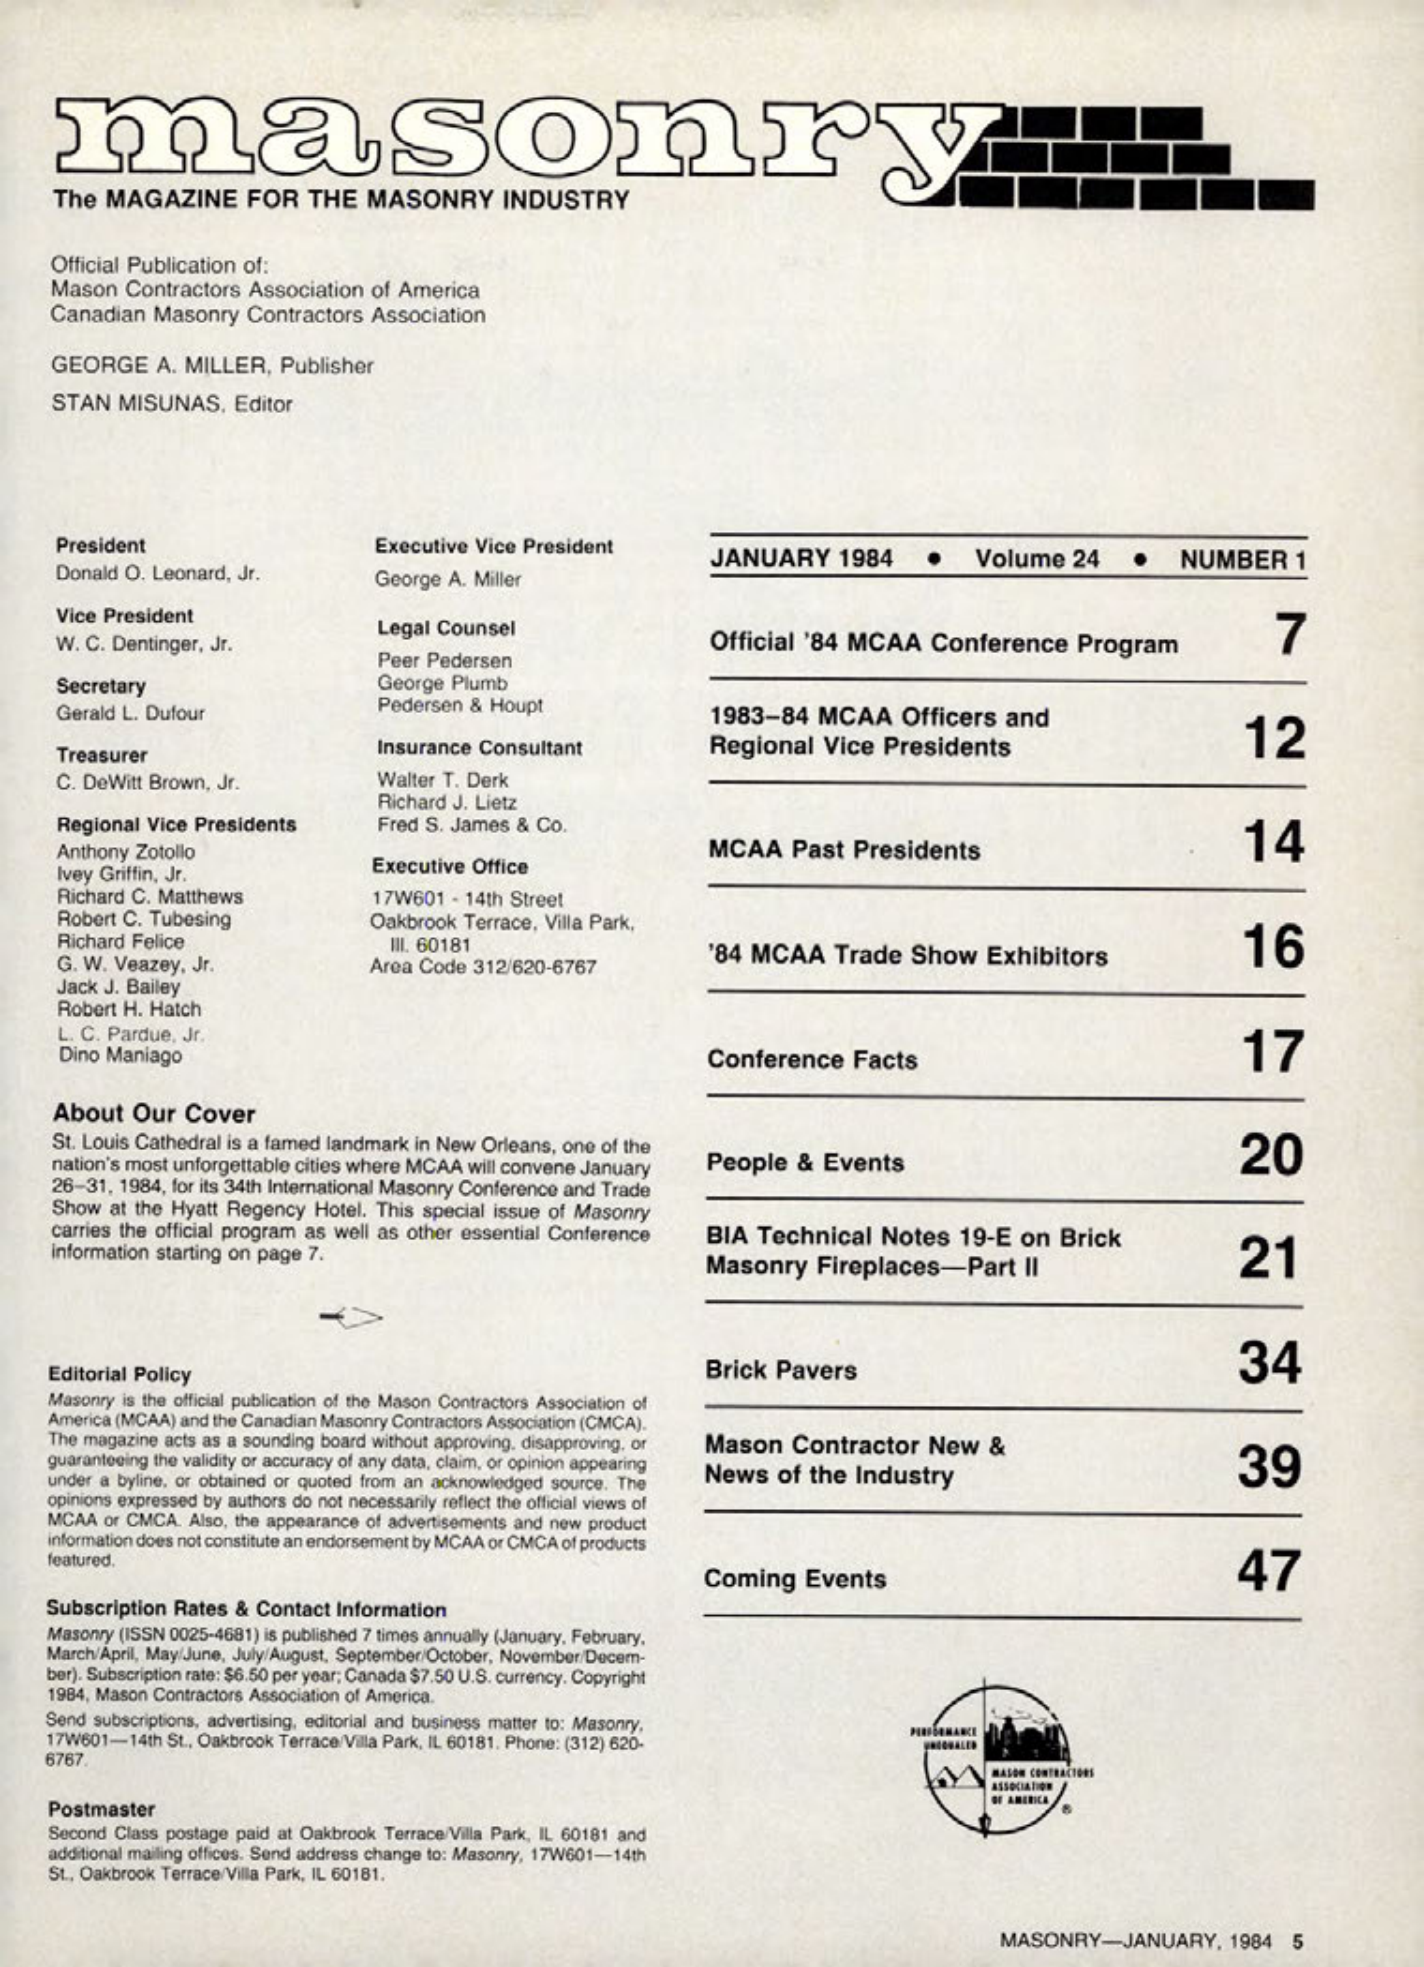 masonry
The MAGAZINE FOR THE MASONRY INDUSTRY
Official Publication of:
Mason Contractors Association of America
Canadian Masonry Contractors Association
GEORGE A. MILLER, Publisher
STAN MISUNAS, Editor
President
Donald O. Leonard, Jr.
Vice President
W. C. Dentinger, Jr.
Secretary
Gerald L. Dufour
Treasurer
C. DeWitt Brown, Jr.
Regional Vice Presidents
Anthony Zotollo
Ivey Griffin, Jr.
Richard C. Matthews
Robert C. Tubesing
Richard Felice
G. W. Veazey, Jr.
Jack J. Bailey
Robert H. Hatch
L. C. Pardue, Jr.
Dino Maniago
Executive Vice President
George A. Miller
Legal Counsel
Peer Pedersen
George Plumb
Pedersen & Houpt
Insurance Consultant
Walter T. Derk
Richard J. Lietz
Fred S. James & Co.
Executive Office
17W601 - 14th Street
Oakbrook Terrace, Villa Park,
Ill. 60181
Area Code 312/620-6767
About Our Cover
St. Louis Cathedral is a famed landmark in New Orleans, one of the
nation's most unforgettable cities where MCAA will convene January
26–31, 1984, for its 34th International Masonry Conference and Trade
Show at the Hyatt Regency Hotel. This special issue of Masonry
carries the official program as well as other essential Conference
information starting on page 7.
Editorial Policy
Masonry is the official publication of the Mason Contractors Association of
America (MCAA) and the Canadian Masonry Contractors Association (CMCA).
The magazine acts as a sounding board without approving, disapproving, or
guaranteeing the validity or accuracy of any data, claim, or opinion appearing
under a byline, or obtained or quoted from an acknowledged source. The
opinions expressed by authors do not necessarily reflect the official views of
MCAA or CMCA. Also, the appearance of advertisements and new product
information does not constitute an endorsement by MCAA or CMCA of products
featured.
Subscription Rates & Contact Information
Masonry (ISSN 0025-4681) is published 7 times annually (January, February,
March/April, May/June, July/August, September/October, November/Decem-
ber). Subscription rate: $6.50 per year; Canada $7.50 U.S. currency. Copyright
1984, Mason Contractors Association of America.
Send subscriptions, advertising, editorial and business matter to: Masonry,
17W601—14th St., Oakbrook Terrace/Villa Park, IL 60181. Phone: (312) 620-
6767.
Postmaster
Second Class postage paid at Oakbrook Terrace/Villa Park, IL 60181 and
additional mailing offices. Send address change to: Masonry, 17W601—14th
St., Oakbrook Terrace/Villa Park, IL 60181.
JANUARY 1984 • Volume 24 • NUMBER 1
Official '84 MCAA Conference Program 7
1983–84 MCAA Officers and
Regional Vice Presidents 12
MCAA Past Presidents 14
'84 MCAA Trade Show Exhibitors 16
Conference Facts 17
People & Events 20
BIA Technical Notes 19-E on Brick
Masonry Fireplaces—Part II 21
Brick Pavers 34
Mason Contractor New &
News of the Industry 39
Coming Events 47
PERFORMANCE
UNEQUALED
MASON CONTRACTORS
ASSOCIATION
OF AMERICA
®
MASONRY—JANUARY, 1984 5